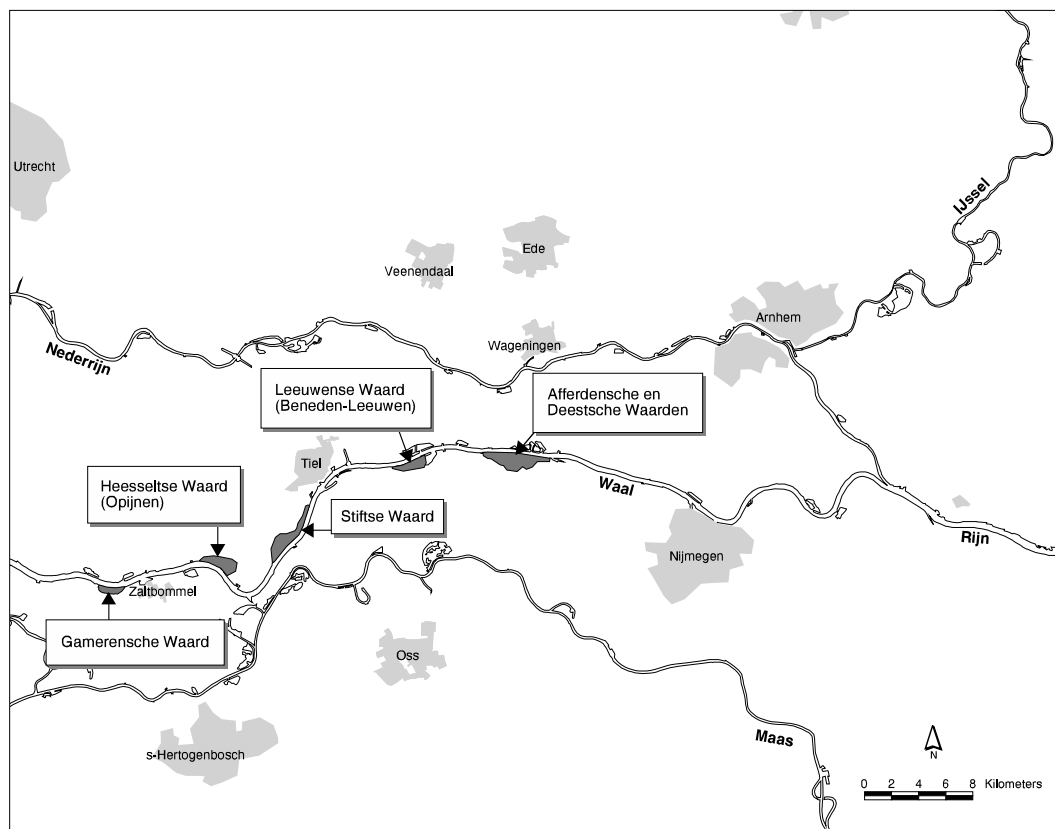 Utrecht
IJssel
Ede
Veenendaal
Arnhem
Wageningen
Nederrijn
Leeuwense Waard
(Beneden-Leeuwen)
Afferdensche en
Deestsche Waarden
Tiel
Waal
Heesseltse Waard
(Opijnen)
Stiftse Waard
Rijn
Nijmegen
Zaltbommel
Gamerensche Waard
Oss
Maas
s-Hertogenbosch
N
0 2 4 6 8 Kilometers